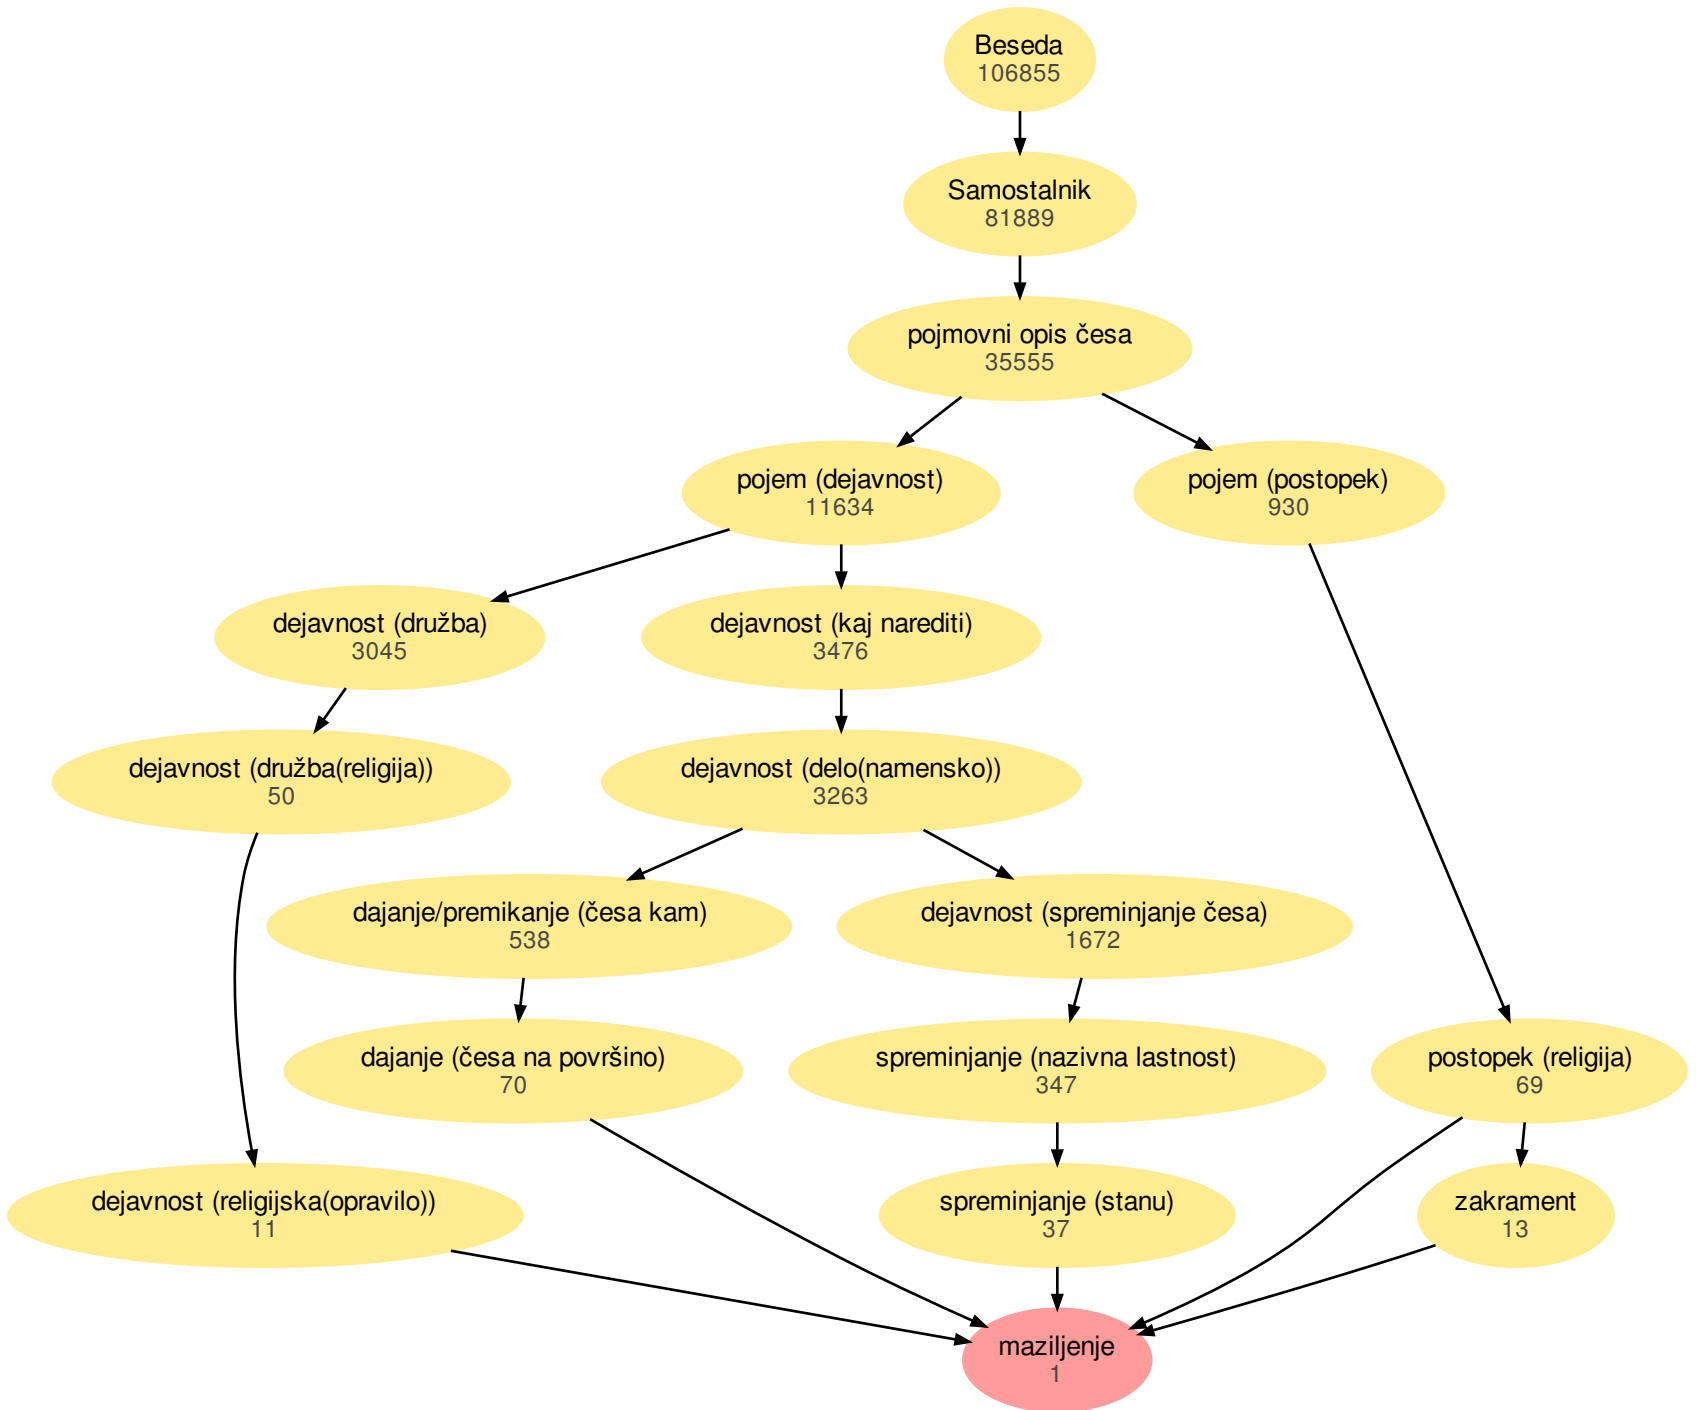 Beseda
106855
Samostalnik
81889
pojmovni opis česa
35555
pojem (dejavnost)
11634
pojem (postopek)
930
dejavnost (družba)
3045
dejavnost (kaj narediti)
3476
dejavnost (družba(religija))
50
dejavnost (delo(namensko))
3263
dajanje/premikanje (česa kam)
538
dejavnost (spreminjanje česa)
1672
dajanje (česa na površino)
70
spreminjanje (nazivna lastnost)
347
postopek (religija)
69
dejavnost (religijska(opravilo))
11
spreminjanje (stanu)
37
zakrament
13
maziljenje
1